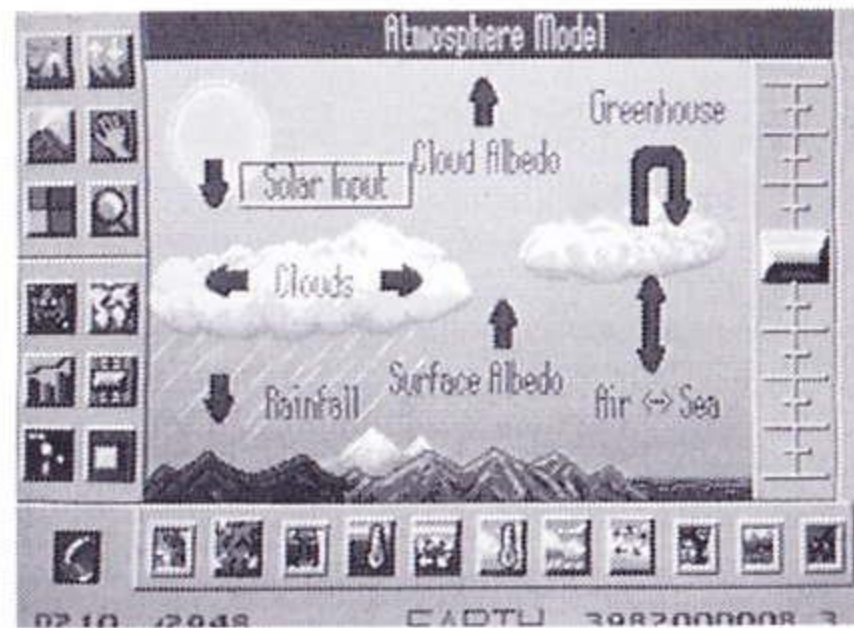 Atmosphere Model
Greenhouse
Cloud Albedo
Solar Input
Clouds
Surface Albedo
Rainfall
Air <-> Sea
EARTH